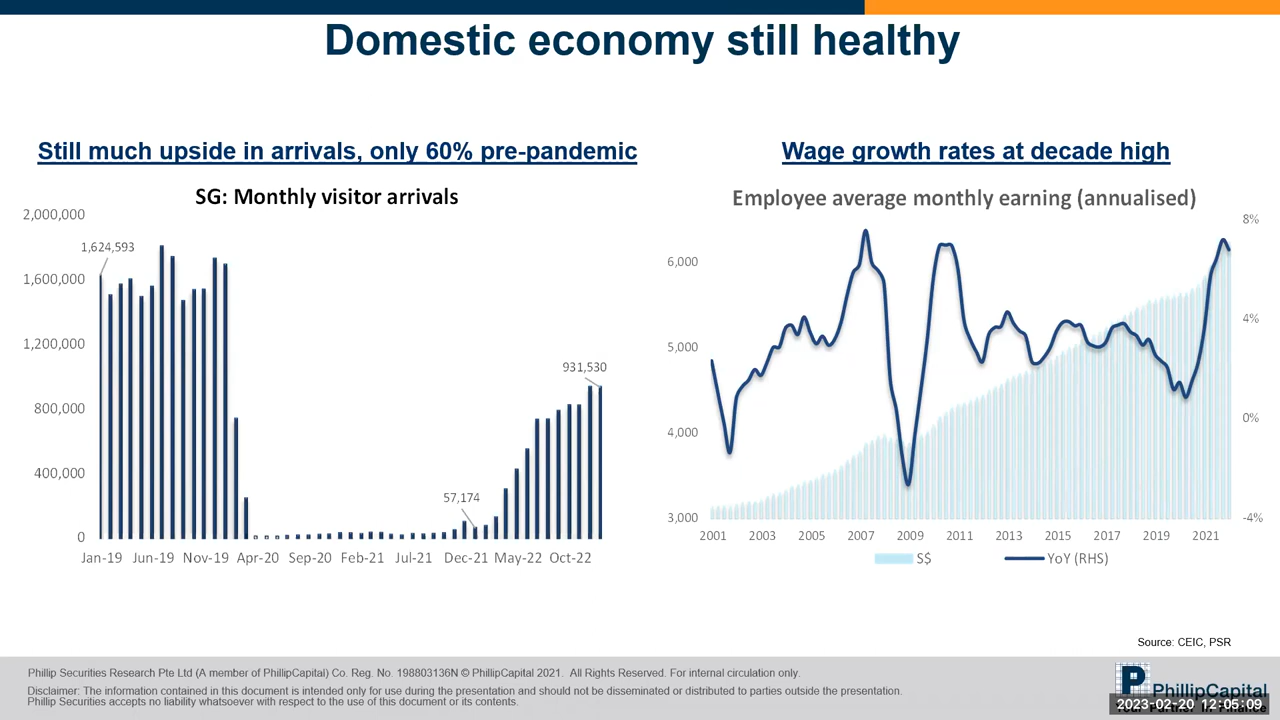 Domestic economy still healthy
Still much upside in arrivals, only 60% pre-pandemic
SG: Monthly visitor arrivals
2,000,000
1,600,000
1,200,000
800,000
400,000
0
1,624,593
57,174
931,530
Jan-19 Jun-19 Nov-19 Apr-20 Sep-20 Feb-21 Jul-21 Dec-21 May-22 Oct-22
Wage growth rates at decade high
Employee average monthly earning (annualised)
6,000
5,000
4,000
3,000
8%
4%
0%
-4%
2001 2003 2005 2007 2009 2011 2013 2015 2017 2019 2021
S$ YoY (RHS)
Source: CEIC, PSR
Phillip Securities Research Pte Ltd (A member of PhillipCapital) Co. Reg. No. 198803136N © PhillipCapital 2021. All Rights Reserved. For internal circulation only.
Disclaimer: The information contained in this document is intended only for use during the presentation and should not be disseminated or distributed to parties outside the presentation.
Phillip Securities accepts no liability whatsoever with respect to the use of this document or its contents.
PhillipCapital
Your Partner In Finance
2023-02-20 12:05:09